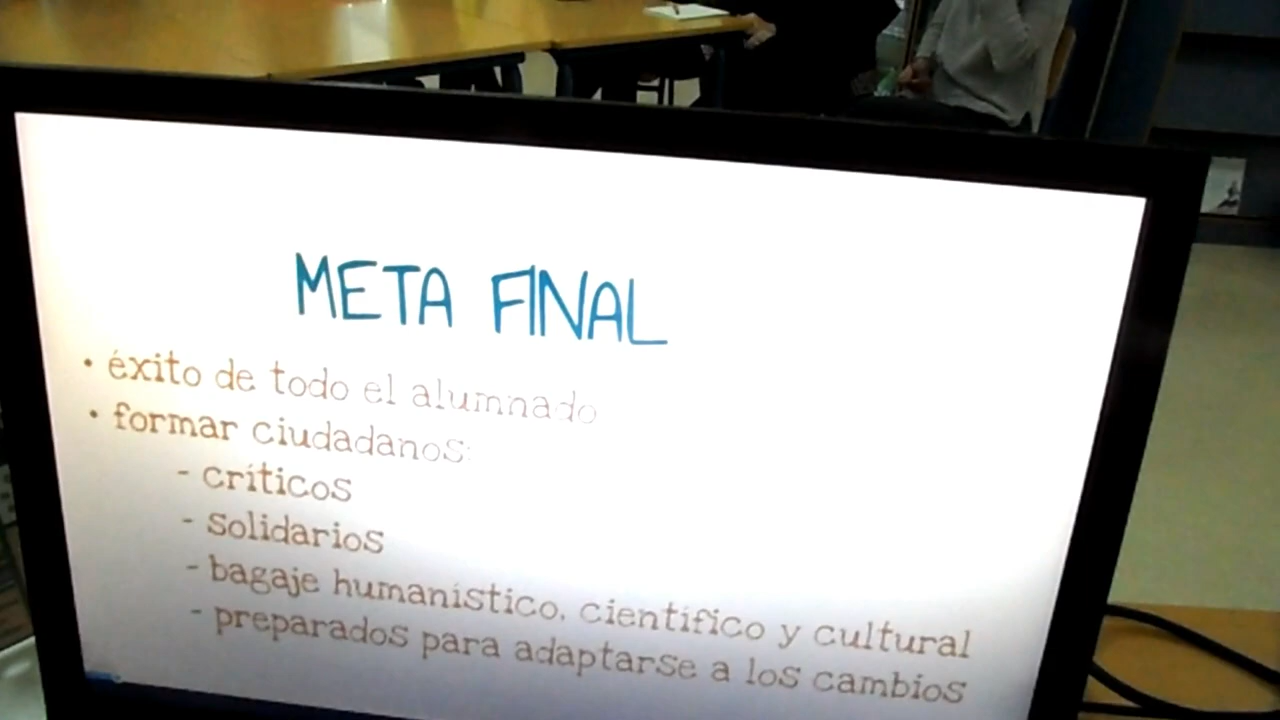 META FINAL
• éxito de todo el alumnado
• formar ciudadanos:
- críticos
- solidarios
- bagaje humanístico, científico y cultural
- preparados para adaptarse a los cambios